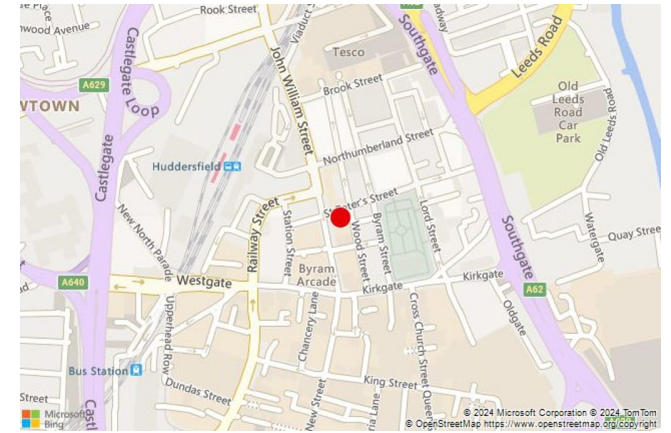 Rook Street
Viaduct S
nwood Avenue
Castlegate
Castlegate Loop
A629
WTOWN
John William Street
Tesco
Brook Street
Southgate
Leeds Road
Old
Leeds
Road
Car
Park
Old Leeds Road
Huddersfield
Northumberland Street
St Peter's Street
Railway Street
Station Street
Wood Street
Byram Street
Lord Street
Castlegate
New North Parade
A640
Westgate
Byram
Arcade
Kirkgate
Kirkgate
Southgate
Watergate
Quay Street
A62
Oldgate
Upperhead Row
Chancery Lane
Cross Church Street
Queen
Bus Station
Dundas Street
King Street
New Street
ria Lane
Street
Castl
Microsoft
Bing
© 2024 Microsoft Corporation © 2024 TomTom
© OpenStreetMap https://www.openstreetmap.org/copyright